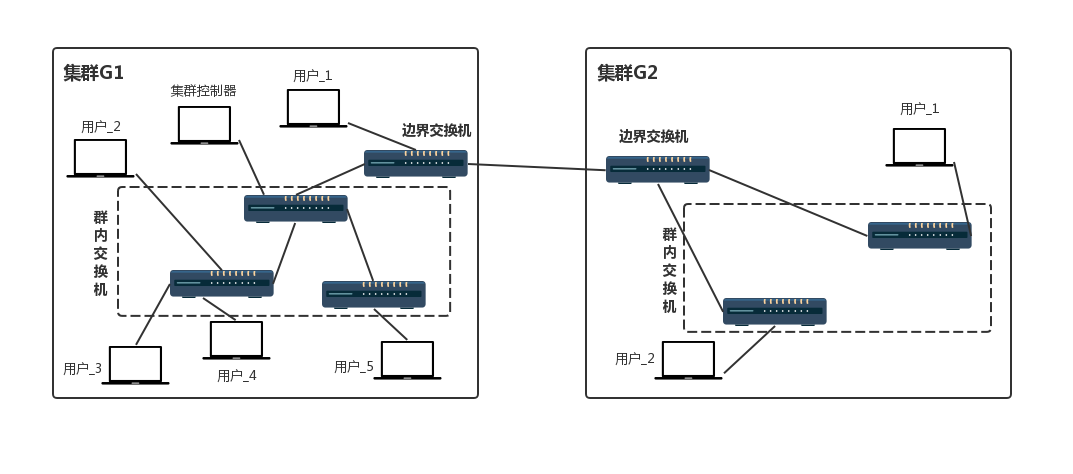 集群G1
集群控制器
用户_1
用户_2
边界交换机
群内交换机
用户_3
用户_4
用户_5
集群G2
边界交换机
用户_1
群内交换机
用户_2